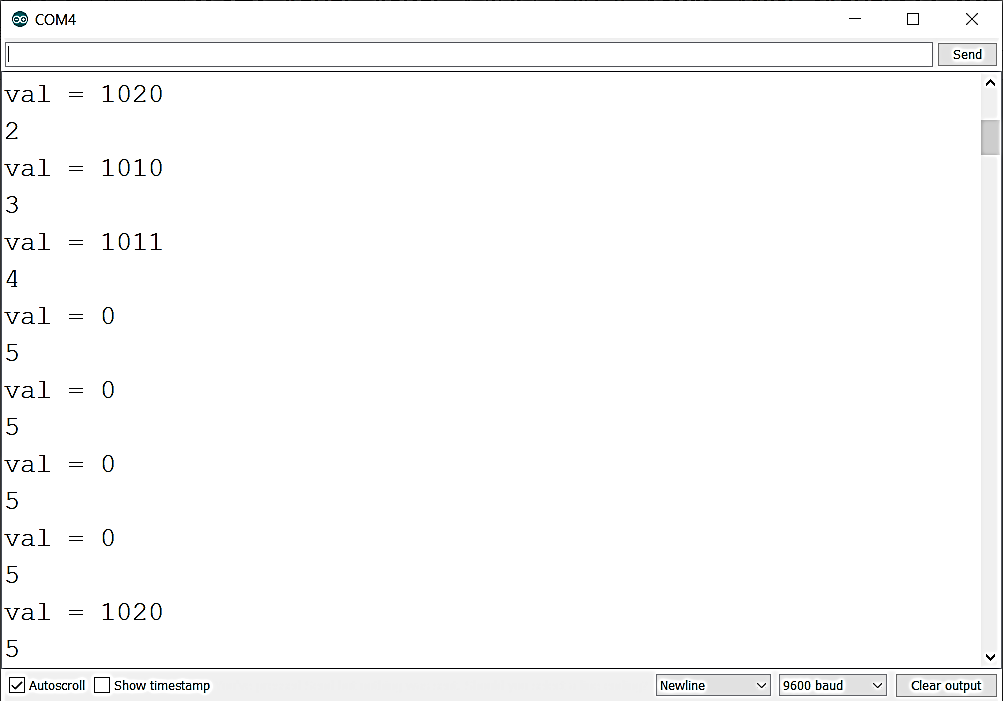 COM4
Send
val = 1020
2
val = 1010
3
val = 1011
4
val = 0
5
val = 0
5
val = 0
5
val = 0
5
val = 1020
5
Autoscroll Show timestamp Newline 9600 baud Clear output